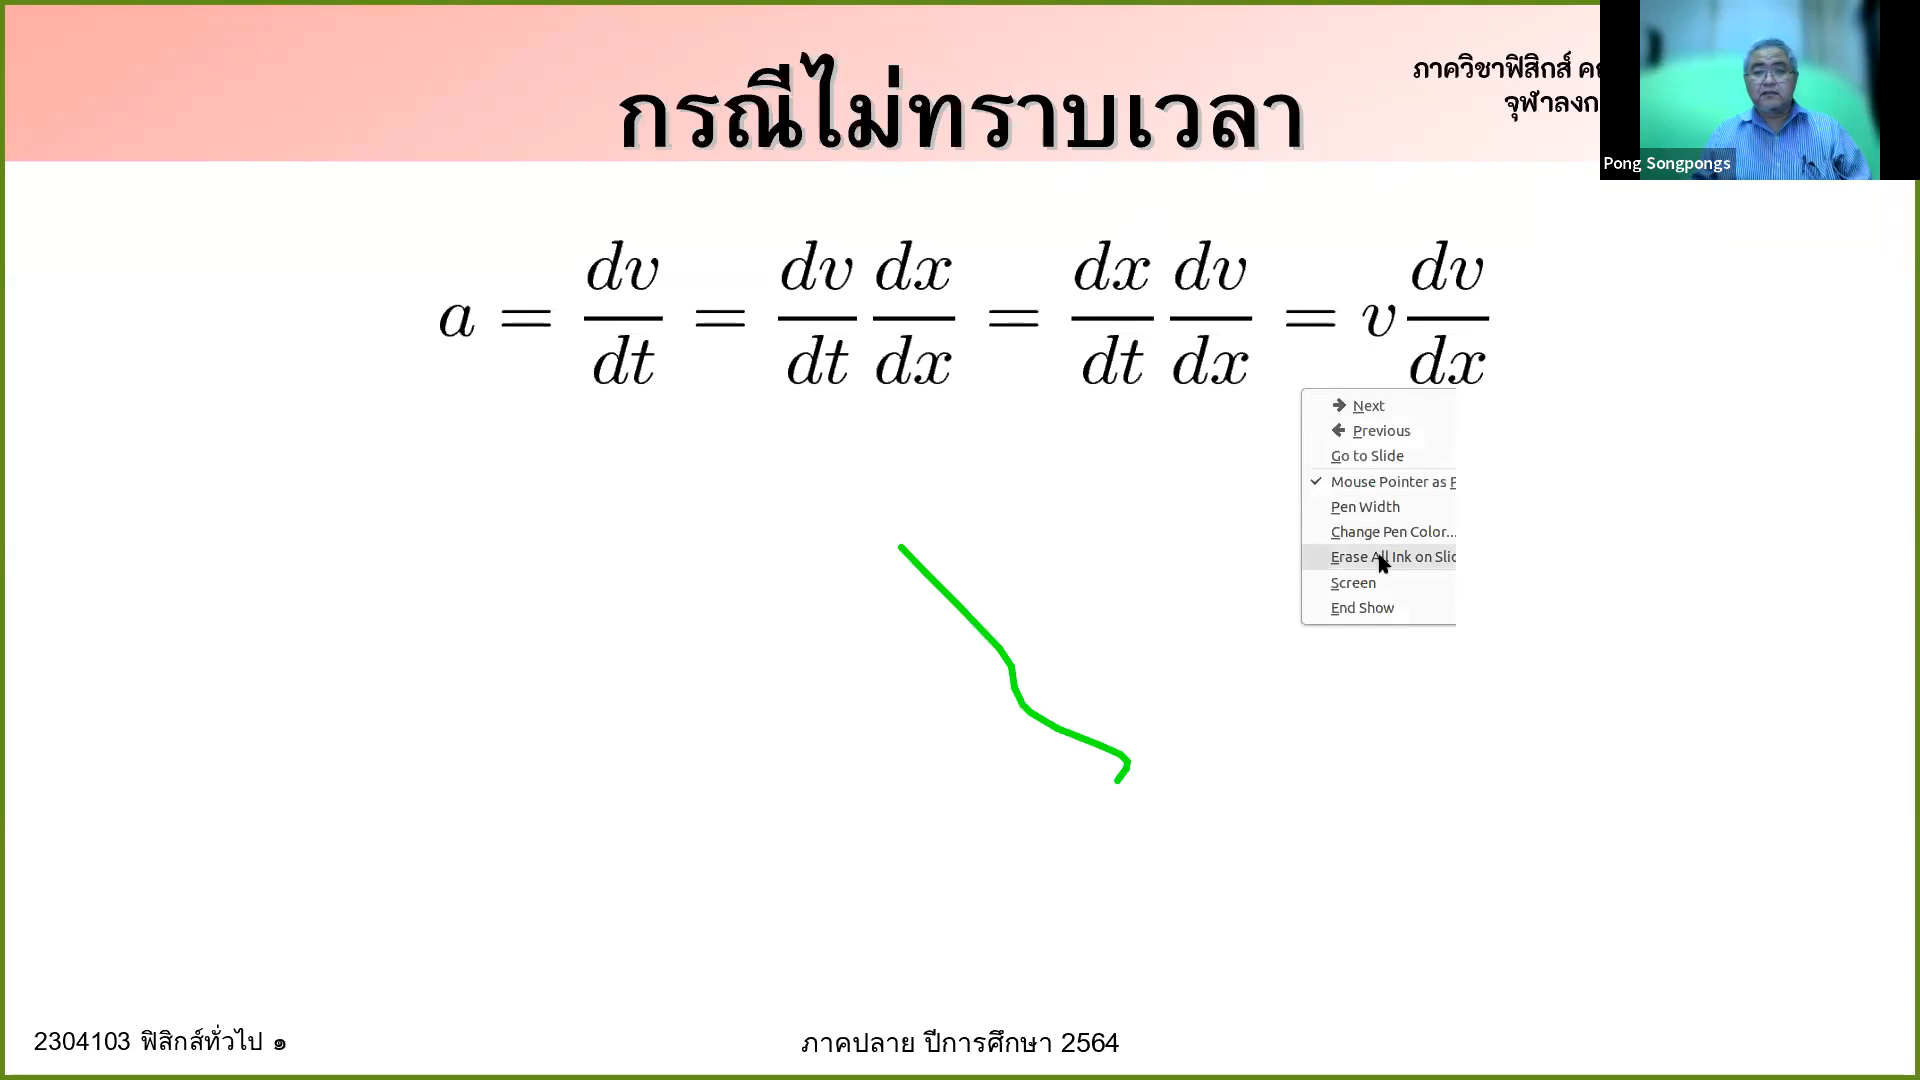 กรณีไม่ทราบเวลา
ภาควิชาฟิสิกส์
จุฬาลงก
Pong Songpongs
a = dv/dt = dv/dt dx/dx = dx/dt dv/dx = v dv/dx
Next
Previous
Go to Slide
Mouse Pointer as P
Pen Width
Change Pen Color...
Erase All Ink on Slid
Screen
End Show
2304103 ฟิสิกส์ทั่วไป ๑
ภาคปลาย ปีการศึกษา 2564